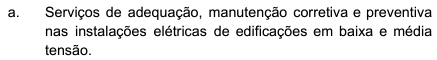 a. Serviços de adequação, manutenção corretiva e preventiva
nas instalações elétricas de edificações em baixa e média
tensão.